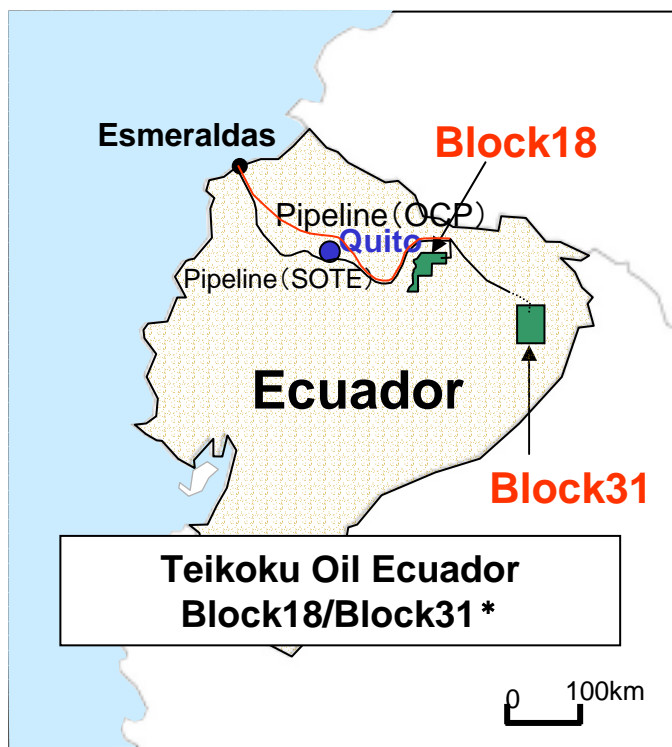 Esmeraldas
Block18
Pipeline（OCP）
Quito
Pipeline（SOTE）
Ecuador
Block31
Teikoku Oil Ecuador
Block18/Block31*
0 100km